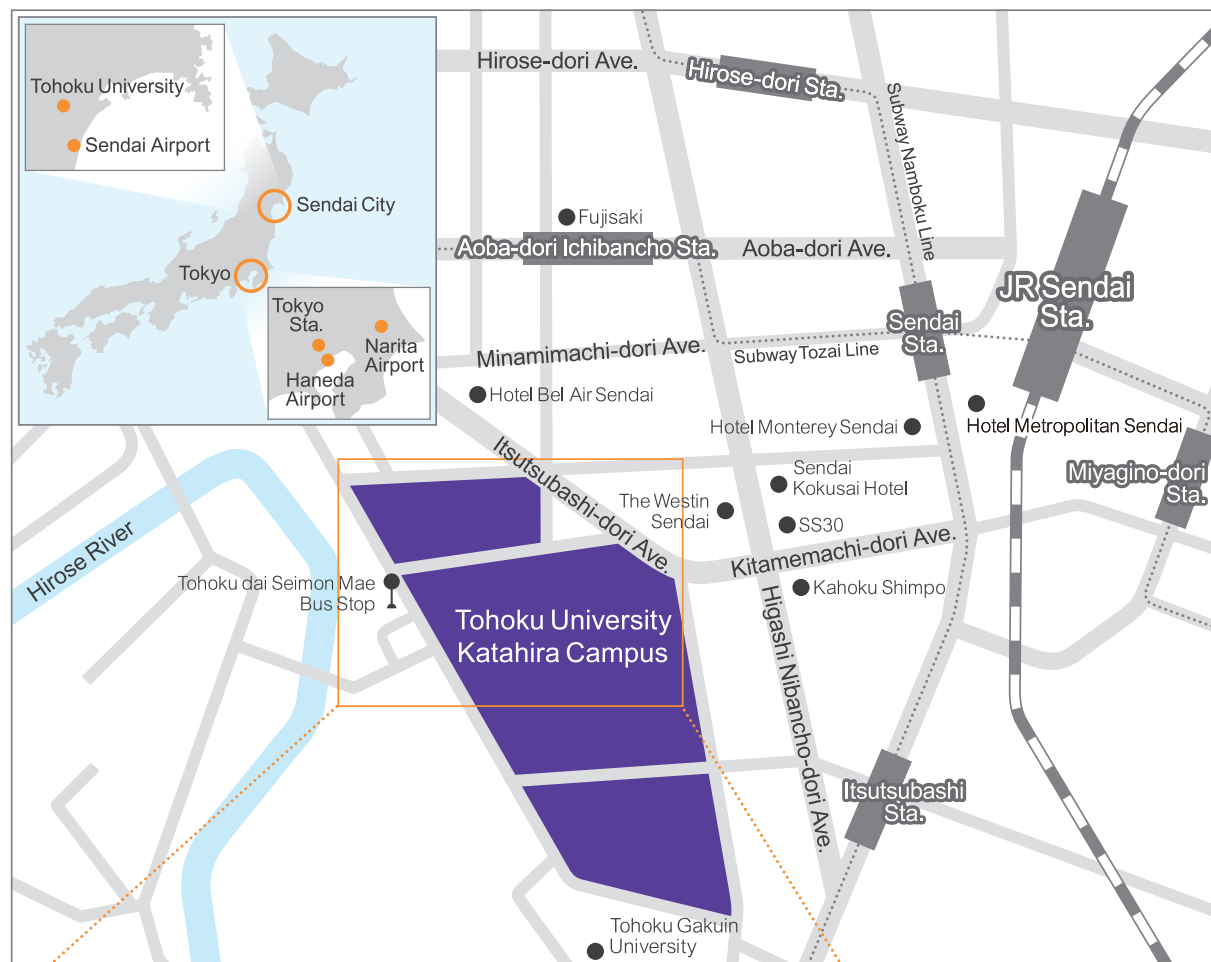 Tohoku University
Sendai Airport
Sendai City
Tokyo
Tokyo
Sta.
Narita
Airport
Haneda
Airport
Hirose-dori Ave.
Hirose-dori Sta.
Subway Namboku Line
Fujisaki
Aoba-dori Ichibancho Sta.
Aoba-dori Ave.
JR Sendai
Sta.
Sendai
Sta.
Minamimachi-dori Ave.
Subway Tozai Line
Hotel Bel Air Sendai
Hotel Monterey Sendai
Hotel Metropolitan Sendai
Itsutsubashi-dori Ave.
Sendai
Kokusai Hotel
Miyagino-dori
Sta.
The Westin
Sendai
SS30
Kitamemachi-dori Ave.
Hirose River
Tohoku dai Seimon Mae
Bus Stop
Kahoku Shimpo
Tohoku University
Katahira Campus
Higashi Nibancho-dori Ave.
Itsutsubashi
Sta.
Tohoku Gakuin
University